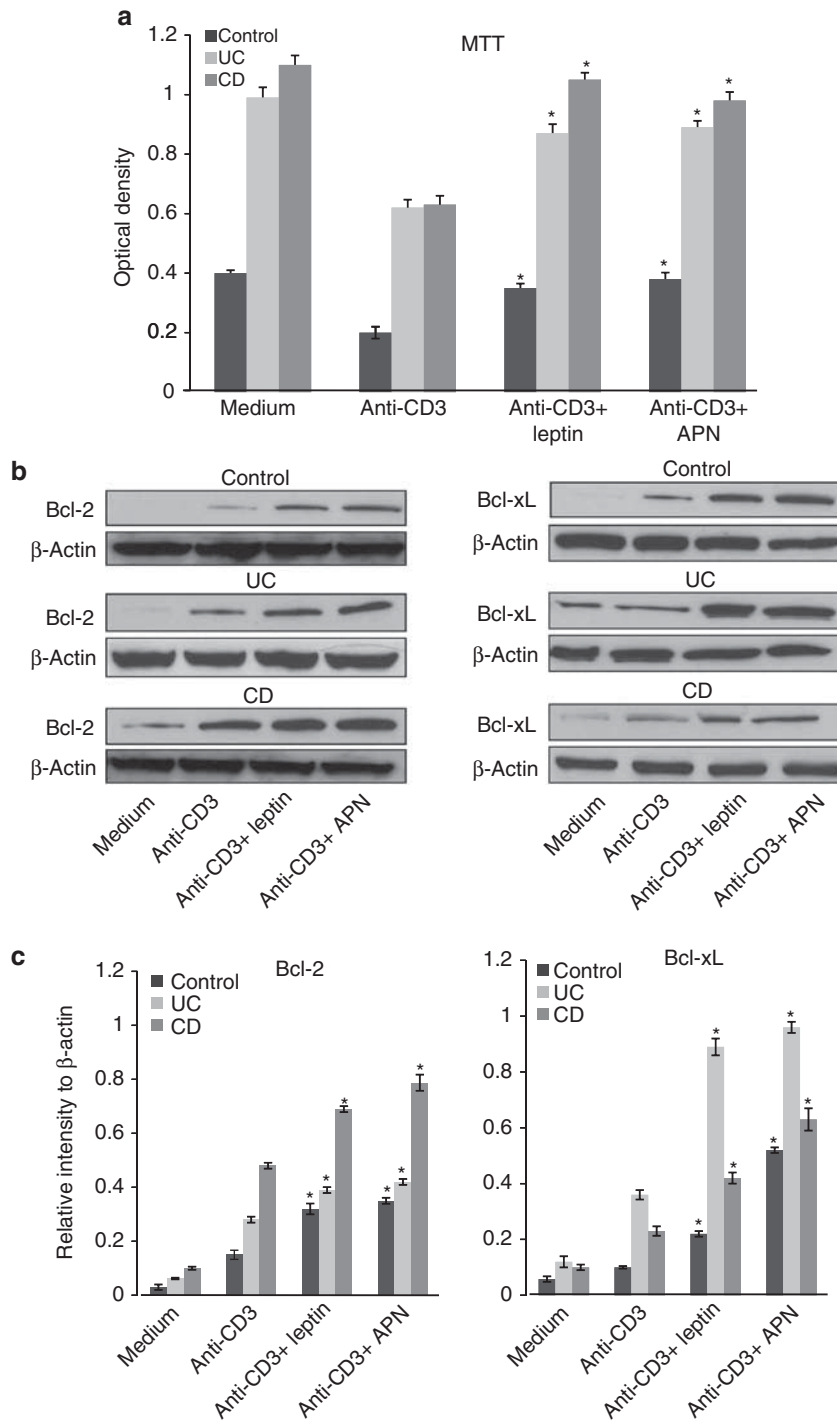 a
MTT
Control
UC
CD
Optical density
1.2
1
0.8
0.6
0.4
0.2
0
Medium
Anti-CD3
Anti-CD3+
leptin
Anti-CD3+
APN
*
*
*
*
*
*
b
Control
Bcl-2
β-Actin
UC
Bcl-2
β-Actin
CD
Bcl-2
β-Actin
Medium
Anti-CD3
Anti-CD3+ leptin
Anti-CD3+ APN
Control
Bcl-xL
β-Actin
UC
Bcl-xL
β-Actin
CD
Bcl-xL
β-Actin
Medium
Anti-CD3
Anti-CD3+ leptin
Anti-CD3+ APN
c
Bcl-2
Control
UC
CD
Relative intensity to β-actin
1.2
1
0.8
0.6
0.4
0.2
0
*
*
*
*
*
*
Medium
Anti-CD3
Anti-CD3+ leptin
Anti-CD3+ APN
Bcl-xL
Control
UC
CD
1.2
1
0.8
0.6
0.4
0.2
0
*
*
*
*
*
*
Medium
Anti-CD3
Anti-CD3+ leptin
Anti-CD3+ APN